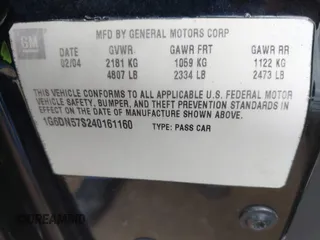 MFD BY GENERAL MOTORS CORP
GM
DATE GVWR GAWR FRT GAWR RR
02/04 2181 KG 1059 KG 1122 KG
4807 LB 2334 LB 2473 LB
THIS VEHICLE CONFORMS TO ALL APPLICABLE U.S. FEDERAL MOTOR
VEHICLE SAFETY, BUMPER, AND THEFT PREVENTION STANDARDS IN
EFFECT ON THE DATE OF MANUFACTURE SHOWN ABOVE.
1G6DN57S240161160 TYPE: PASS CAR
DREAMBID